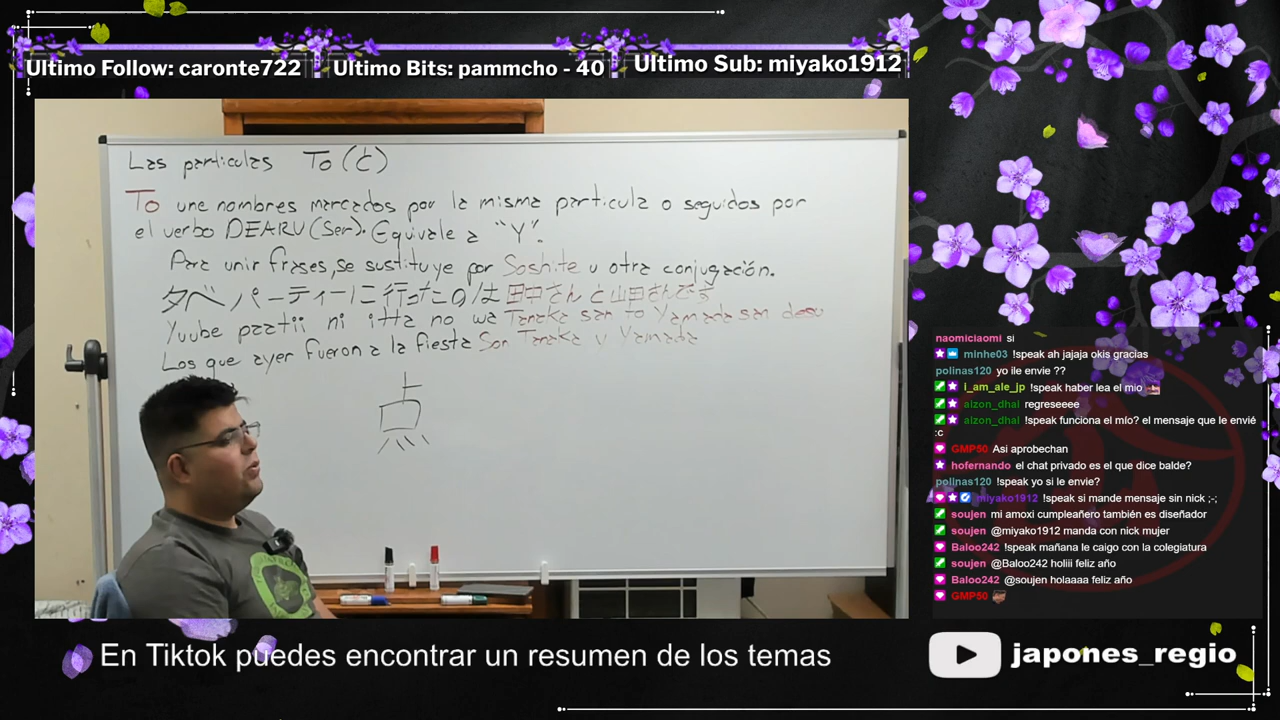 Ultimo Follow: caronte722
Ultimo Bits: pammcho - 40
Ultimo Sub: miyako1912
Las particulas To (と)
To une nombres marcados por la misma particula o seguidos por
el verbo DEARU (Ser). Equivale a "Y".
Para unir frases, se sustituye por Soshite u otra conjugación.
夕べ パーティーに行ったのは 田中さんと山田さんです
Yuube paatii ni itta no wa Tanaka san to Yamada san desu
Los que ayer fueron a la fiesta Son Tanaka y Yamada
naomiciaomi si
minhe03 !speak ah jajaja okis gracias
polinas120 yo ile envie ??
i_am_ale_jp !speak haber lea el mio
aizon_dhal regreseeee
aizon_dhal !speak funciona el mío? el mensaje que le envié
:c
GMP50 Asi aprobechan
hofernando el chat privado es el que dice balde?
polinas120 !speak yo si le envie?
miyako1912 !speak si mande mensaje sin nick ;-;
soujen mi amoxi cumpleañero también es diseñador
soujen @miyako1912 manda con nick mujer
Baloo242 !speak mañana le caigo con la colegiatura
soujen @Baloo242 holiii feliz año
Baloo242 @soujen holaaaa feliz año
GMP50
En Tiktok puedes encontrar un resumen de los temas
japones_regio